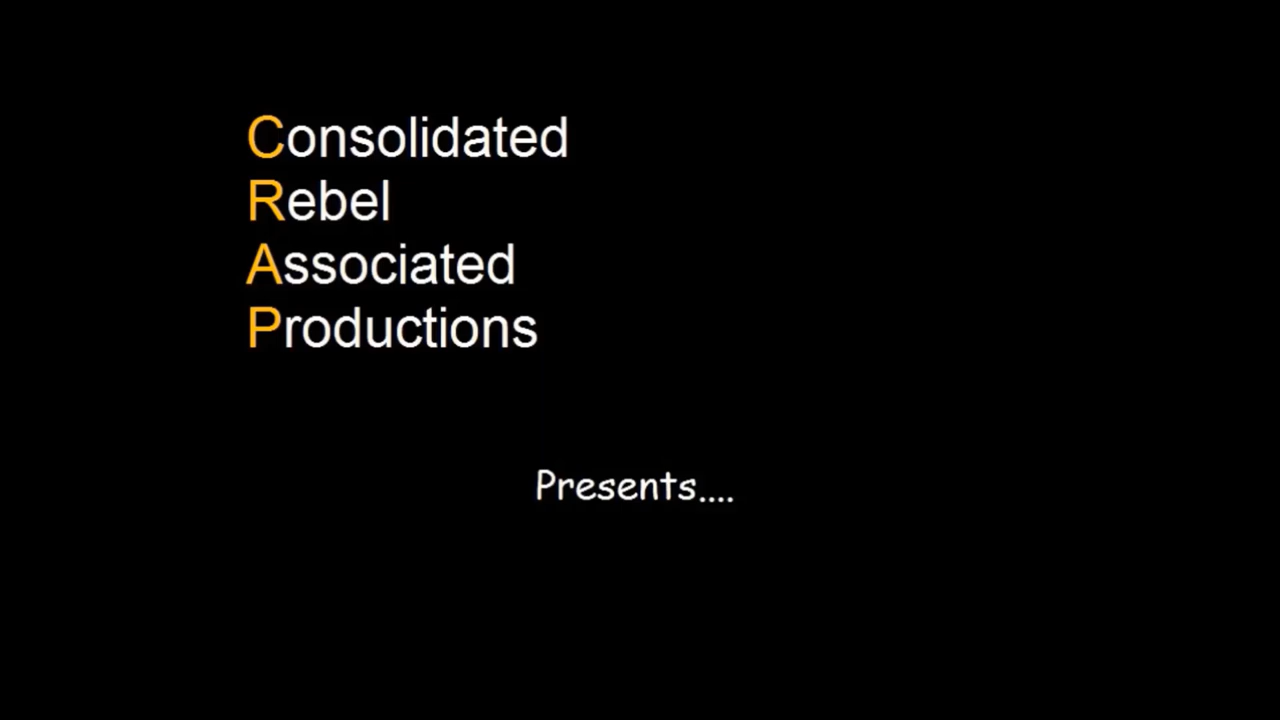 Consolidated
Rebel
Associated
Productions
Presents....